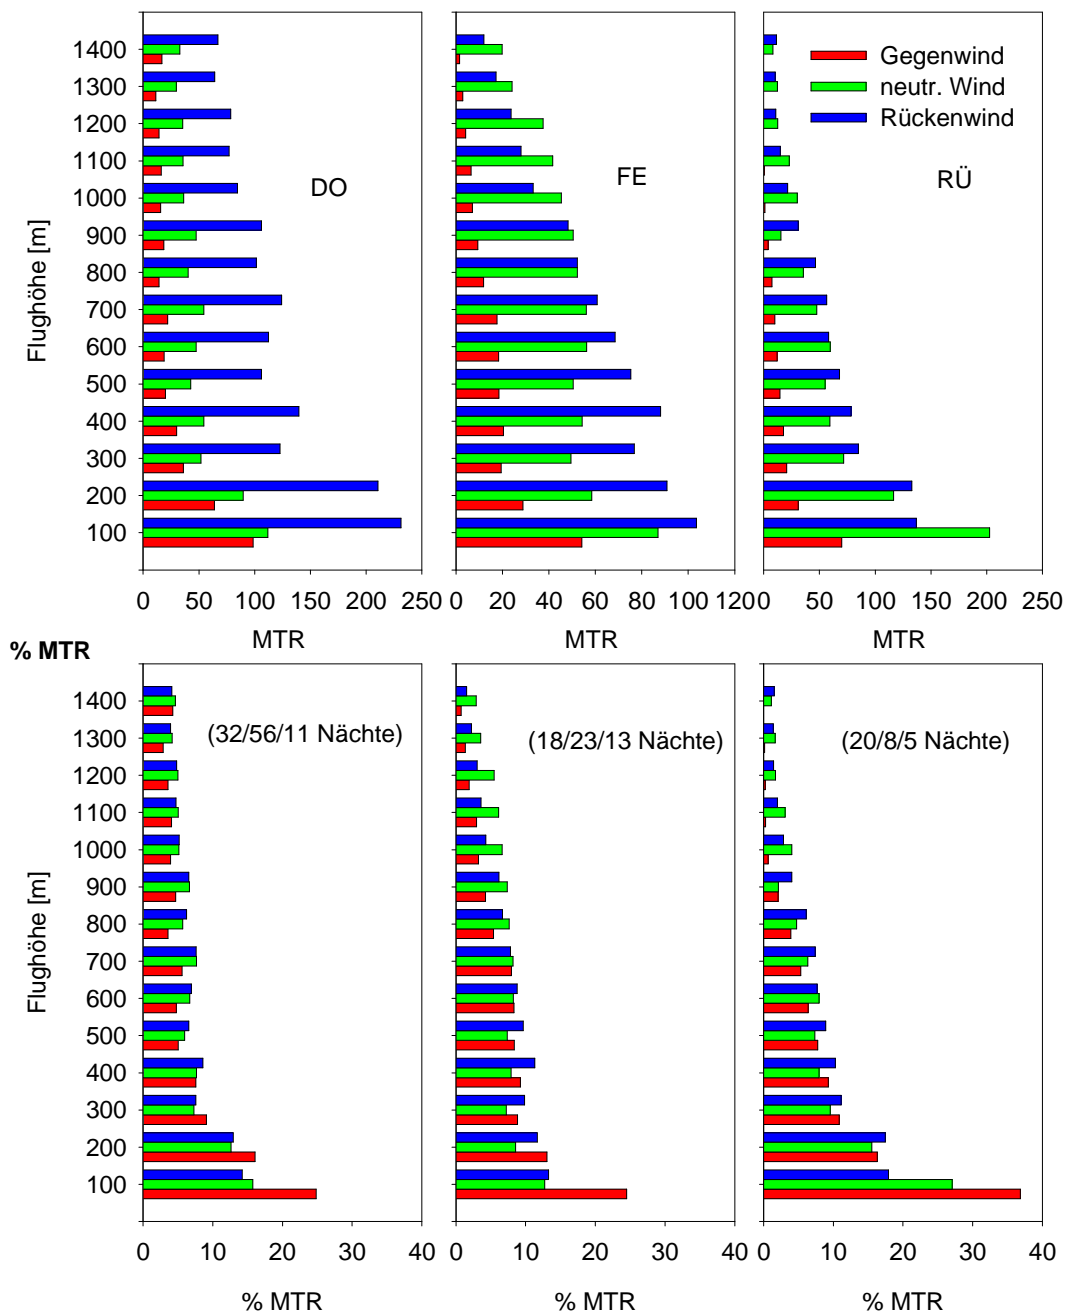 1400
1300
1200
1100
1000
900
800
700
600
500
400
300
200
100
Flughöhe [m]
DO
FE
RÜ
Gegenwind
neutr. Wind
Rückenwind
0 50 100 150 200 250
0 20 40 60 80 100 120
0 50 100 150 200 250
MTR MTR MTR
% MTR
1400
1300
1200
1100
1000
900
800
700
600
500
400
300
200
100
Flughöhe [m]
(32/56/11 Nächte)
(18/23/13 Nächte)
(20/8/5 Nächte)
0 10 20 30 40
0 10 20 30 40
0 10 20 30 40
% MTR % MTR % MTR